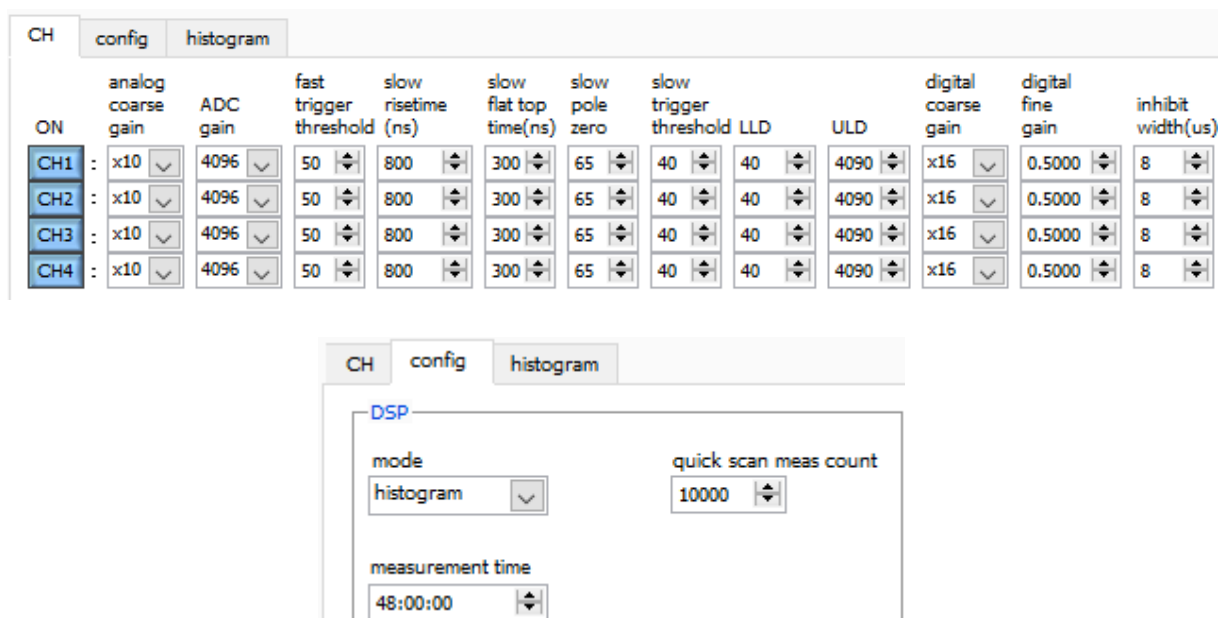 CH config histogram
analog digital digital
coarse ADC fast trigger threshold slow risetime (ns) slow flat top time(ns) slow pole zero slow trigger threshold coarse fine inhibit
ON gain gain LLD ULD gain gain width(us)
CH1 : x10 4096 50 800 300 65 40 40 4090 x16 0.5000 8
CH2 : x10 4096 50 800 300 65 40 40 4090 x16 0.5000 8
CH3 : x10 4096 50 800 300 65 40 40 4090 x16 0.5000 8
CH4 : x10 4096 50 800 300 65 40 40 4090 x16 0.5000 8
CH config histogram
DSP
mode quick scan meas count
histogram 10000
measurement time
48:00:00